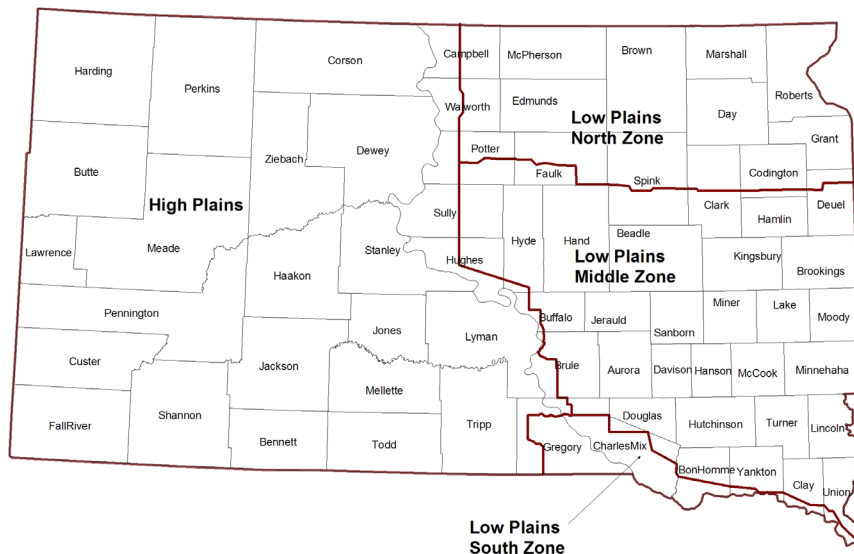 Harding
Perkins
Corson
Campbell
McPherson
Brown
Marshall
Roberts
Walworth
Edmunds
Day
Grant
Low Plains
North Zone
Butte
Ziebach
Dewey
Potter
Faulk
Spink
Codington
High Plains
Sully
Clark
Hamlin
Deuel
Lawrence
Meade
Stanley
Hyde
Hand
Beadle
Hughes
Low Plains
Middle Zone
Kingsbury
Brookings
Haakon
Pennington
Jones
Lyman
Buffalo
Jerauld
Sanborn
Miner
Lake
Moody
Custer
Jackson
Brule
Aurora
Davison
Hanson
McCook
Minnehaha
Mellette
FallRiver
Shannon
Tripp
Douglas
Hutchinson
Turner
Lincoln
Bennett
Todd
Gregory
CharlesMix
BonHomme
Yankton
Clay
Union
Low Plains
South Zone